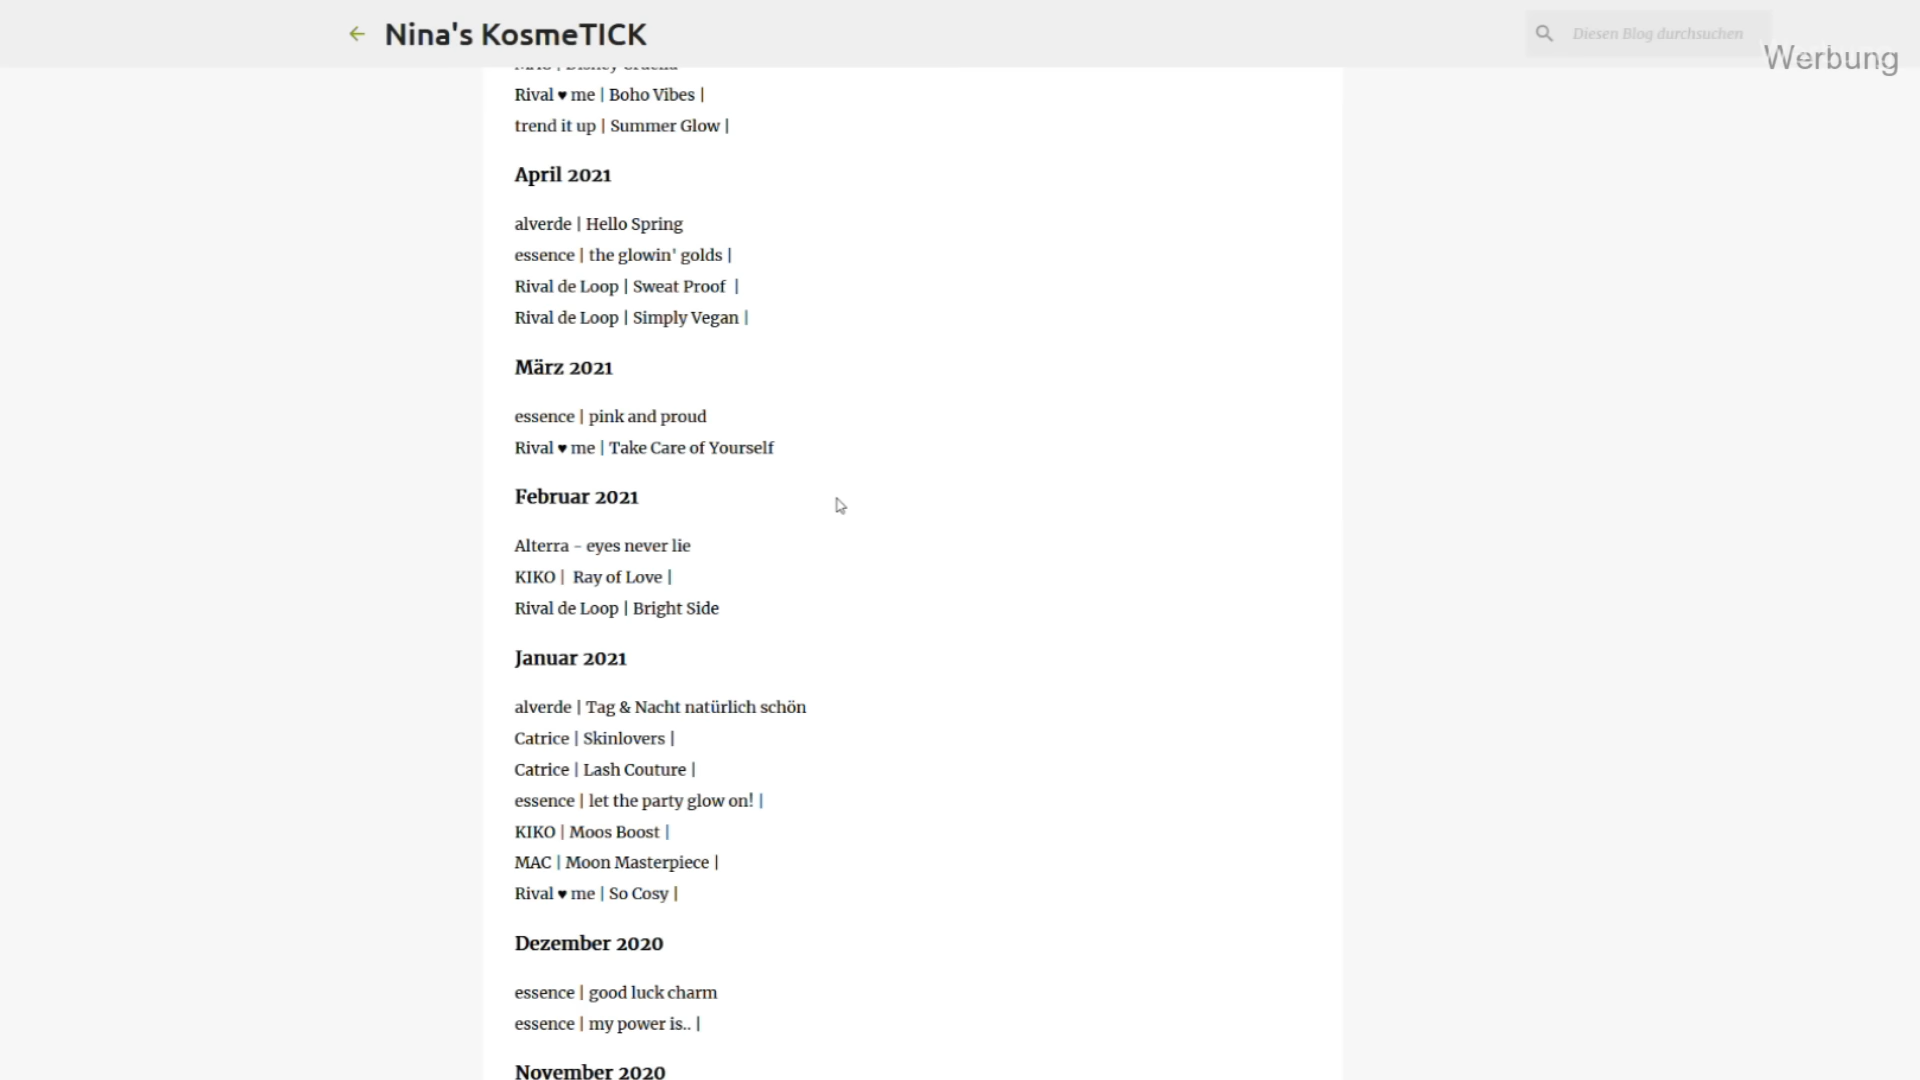 Nina's KosmeTICK
Diesen Blog durchsuchen
Werbung
Rival ♥ me | Boho Vibes |
trend it up | Summer Glow |
April 2021
alverde | Hello Spring
essence | the glowin' golds |
Rival de Loop | Sweat Proof |
Rival de Loop | Simply Vegan |
März 2021
essence | pink and proud
Rival ♥ me | Take Care of Yourself
Februar 2021
Alterra - eyes never lie
KIKO | Ray of Love |
Rival de Loop | Bright Side
Januar 2021
alverde | Tag & Nacht natürlich schön
Catrice | Skinlovers |
Catrice | Lash Couture |
essence | let the party glow on! |
KIKO | Moos Boost |
MAC | Moon Masterpiece |
Rival ♥ me | So Cosy |
Dezember 2020
essence | good luck charm
essence | my power is.. |
November 2020